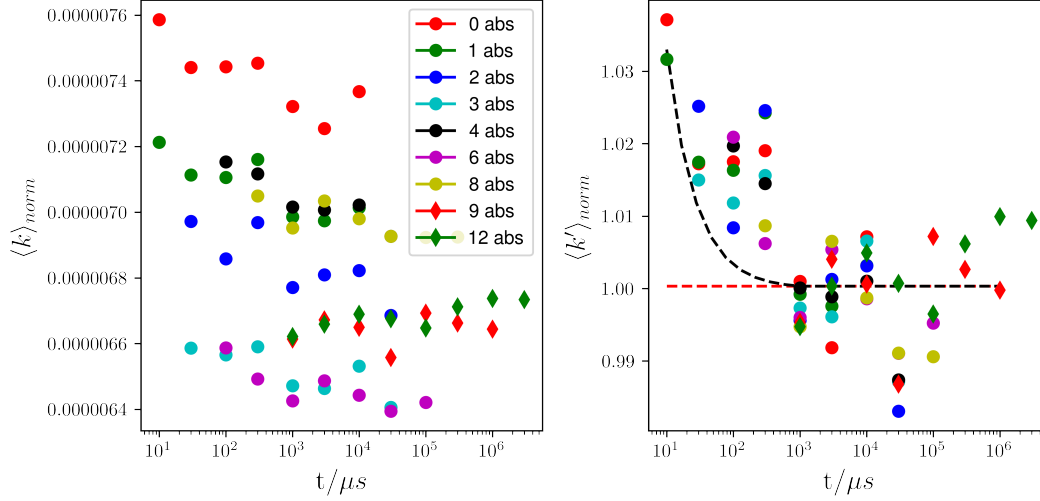 0.0000076
0.0000074
0.0000072
0.0000070
0.0000068
0.0000066
0.0000064
⟨k⟩norm
10¹ 10² 10³ 10⁴ 10⁵ 10⁶
t/μs
0 abs
1 abs
2 abs
3 abs
4 abs
6 abs
8 abs
9 abs
12 abs
1.03
1.02
1.01
1.00
0.99
⟨k′⟩norm
10¹ 10² 10³ 10⁴ 10⁵ 10⁶
t/μs